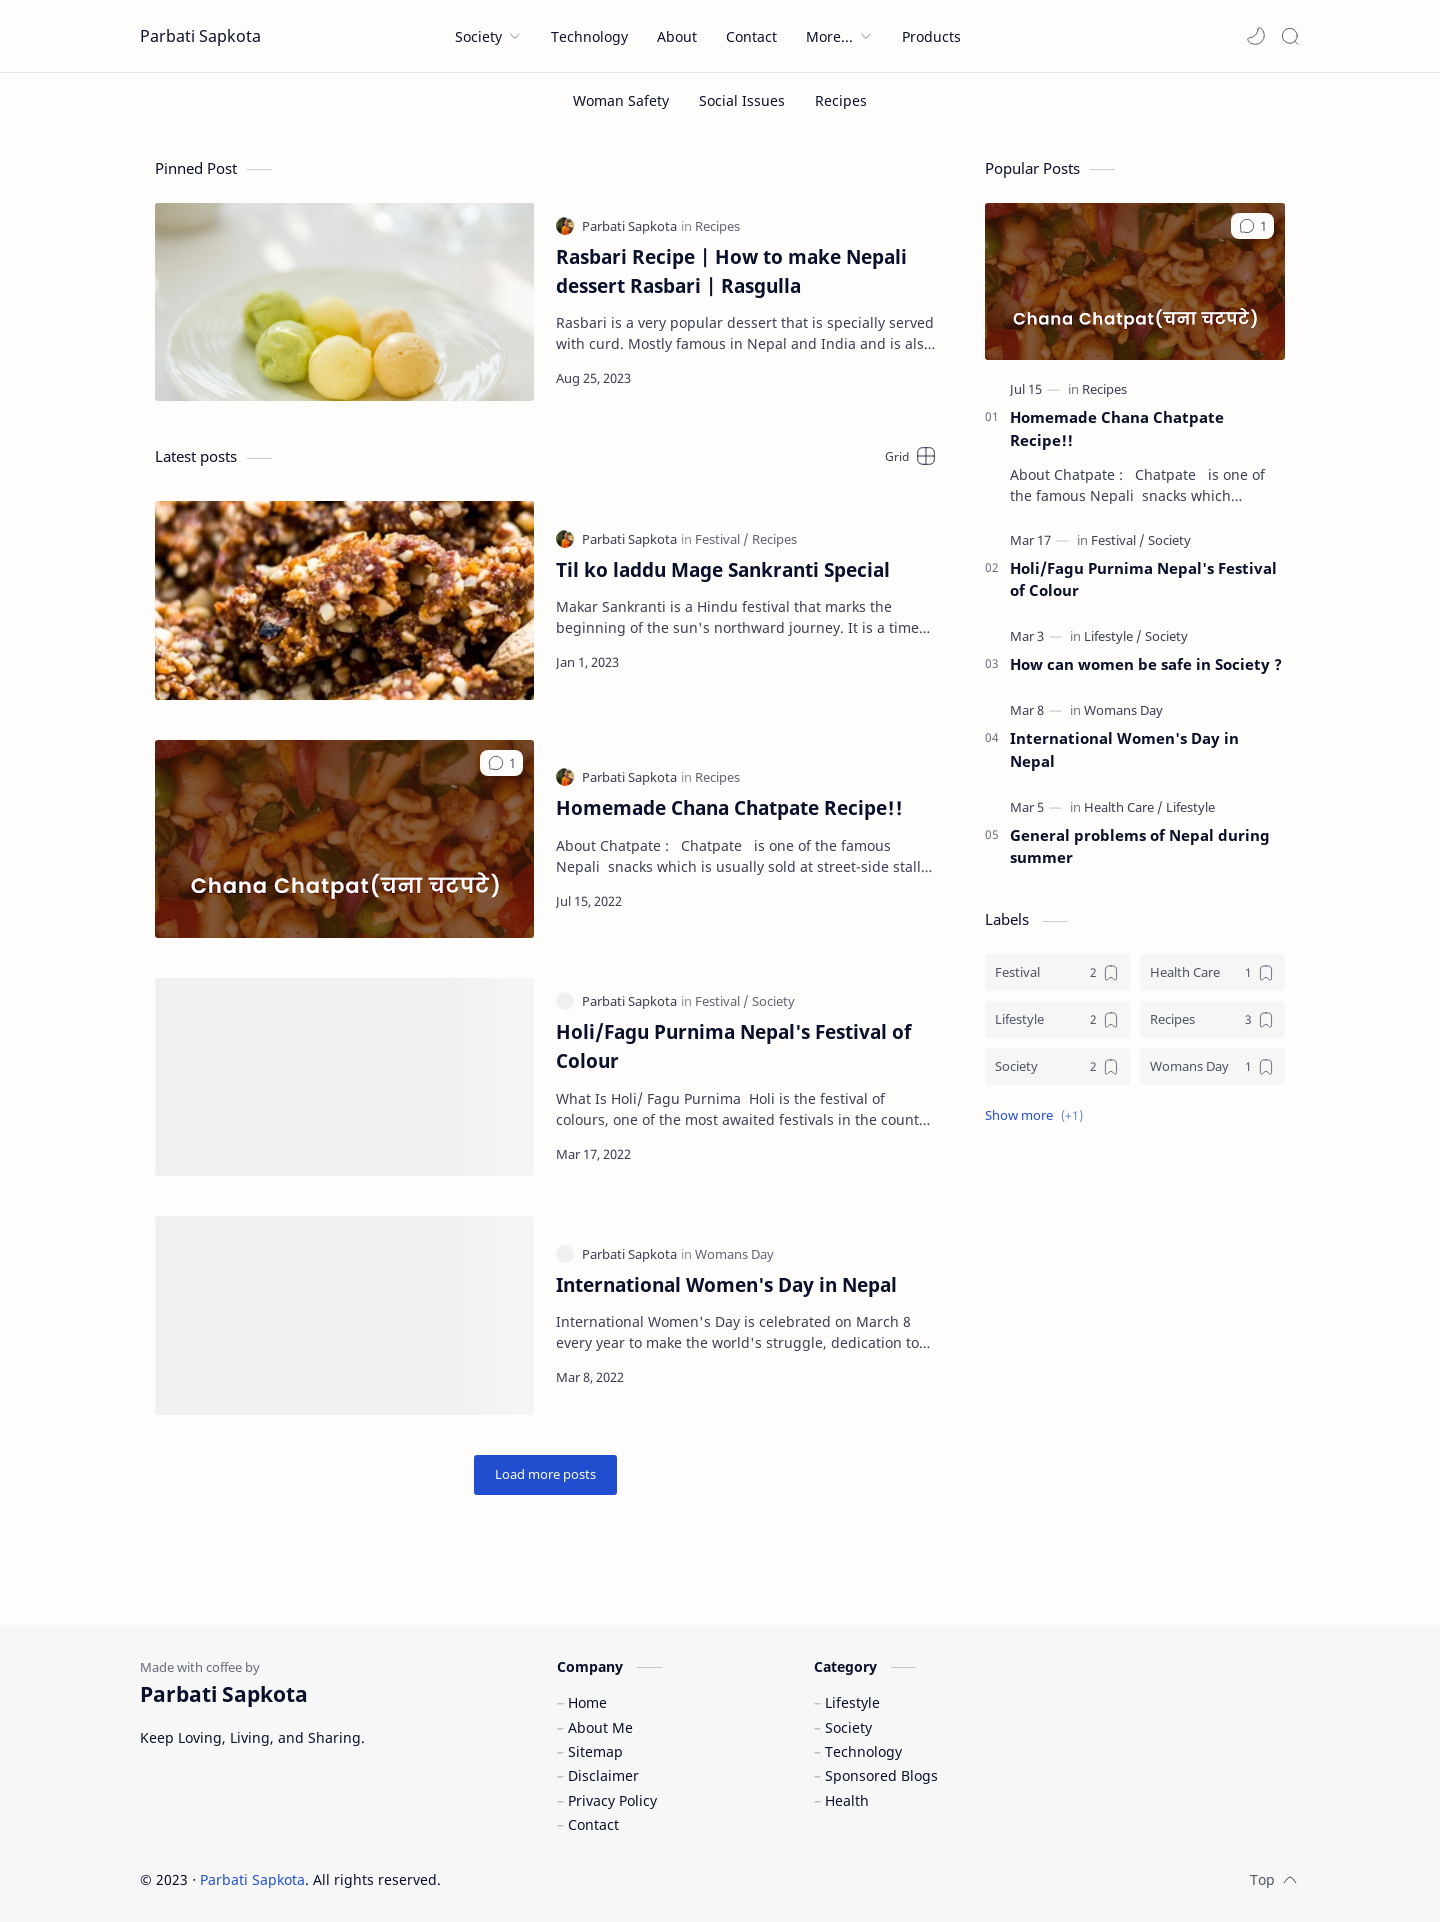 Parbati Sapkota
Society
Technology
About
Contact
More...
Products
Woman Safety
Social Issues
Recipes
Pinned Post
Parbati Sapkota in Recipes
Rasbari Recipe | How to make Nepali
dessert Rasbari | Rasgulla
Rasbari is a very popular dessert that is specially served
with curd. Mostly famous in Nepal and India and is als…
Aug 25, 2023
Latest posts
Grid
Parbati Sapkota in Festival / Recipes
Til ko laddu Mage Sankranti Special
Makar Sankranti is a Hindu festival that marks the
beginning of the sun's northward journey. It is a time…
Jan 1, 2023
1
Chana Chatpat(चना चटपटे)
Parbati Sapkota in Recipes
Homemade Chana Chatpate Recipe!!
About Chatpate : Chatpate is one of the famous
Nepali snacks which is usually sold at street-side stall…
Jul 15, 2022
Parbati Sapkota in Festival / Society
Holi/Fagu Purnima Nepal's Festival of
Colour
What Is Holi/ Fagu Purnima Holi is the festival of
colours, one of the most awaited festivals in the count…
Mar 17, 2022
Parbati Sapkota in Womans Day
International Women's Day in Nepal
International Women's Day is celebrated on March 8
every year to make the world's struggle, dedication to…
Mar 8, 2022
Load more posts
Popular Posts
1
Chana Chatpat(चना चटपटे)
Jul 15 — in Recipes
01 Homemade Chana Chatpate
Recipe!!
About Chatpate : Chatpate is one of
the famous Nepali snacks which…
Mar 17 — in Festival / Society
02 Holi/Fagu Purnima Nepal's Festival
of Colour
Mar 3 — in Lifestyle / Society
03 How can women be safe in Society ?
Mar 8 — in Womans Day
04 International Women's Day in
Nepal
Mar 5 — in Health Care / Lifestyle
05 General problems of Nepal during
summer
Labels
Festival 2
Health Care 1
Lifestyle 2
Recipes 3
Society 2
Womans Day 1
Show more (+1)
Made with coffee by
Parbati Sapkota
Keep Loving, Living, and Sharing.
Company
– Home
– About Me
– Sitemap
– Disclaimer
– Privacy Policy
– Contact
Category
– Lifestyle
– Society
– Technology
– Sponsored Blogs
– Health
© 2023 · Parbati Sapkota. All rights reserved.
Top